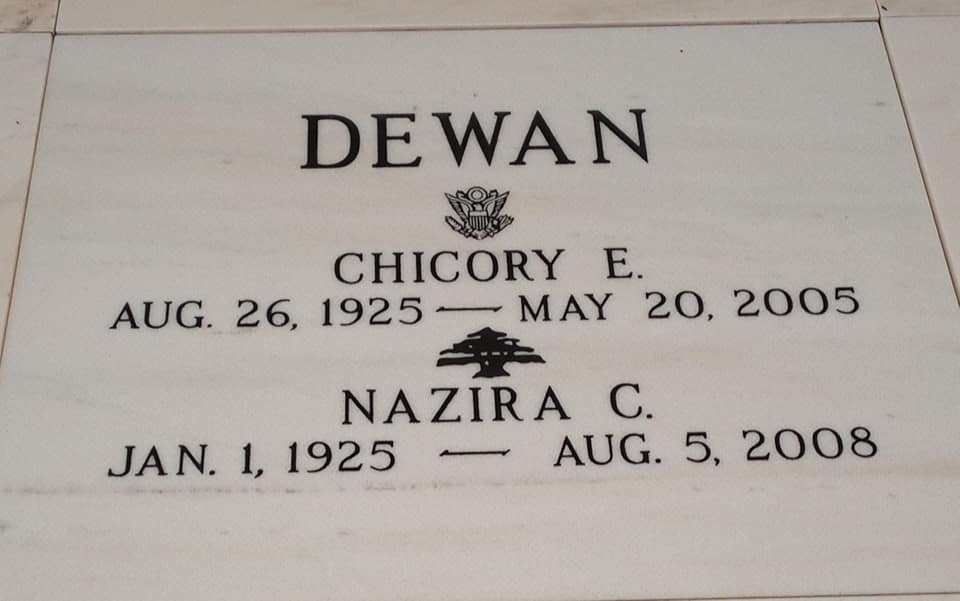 DEWAN
CHICORY E.
AUG. 26, 1925 — MAY 20, 2005
NAZIRA C.
JAN. 1, 1925 — AUG. 5, 2008